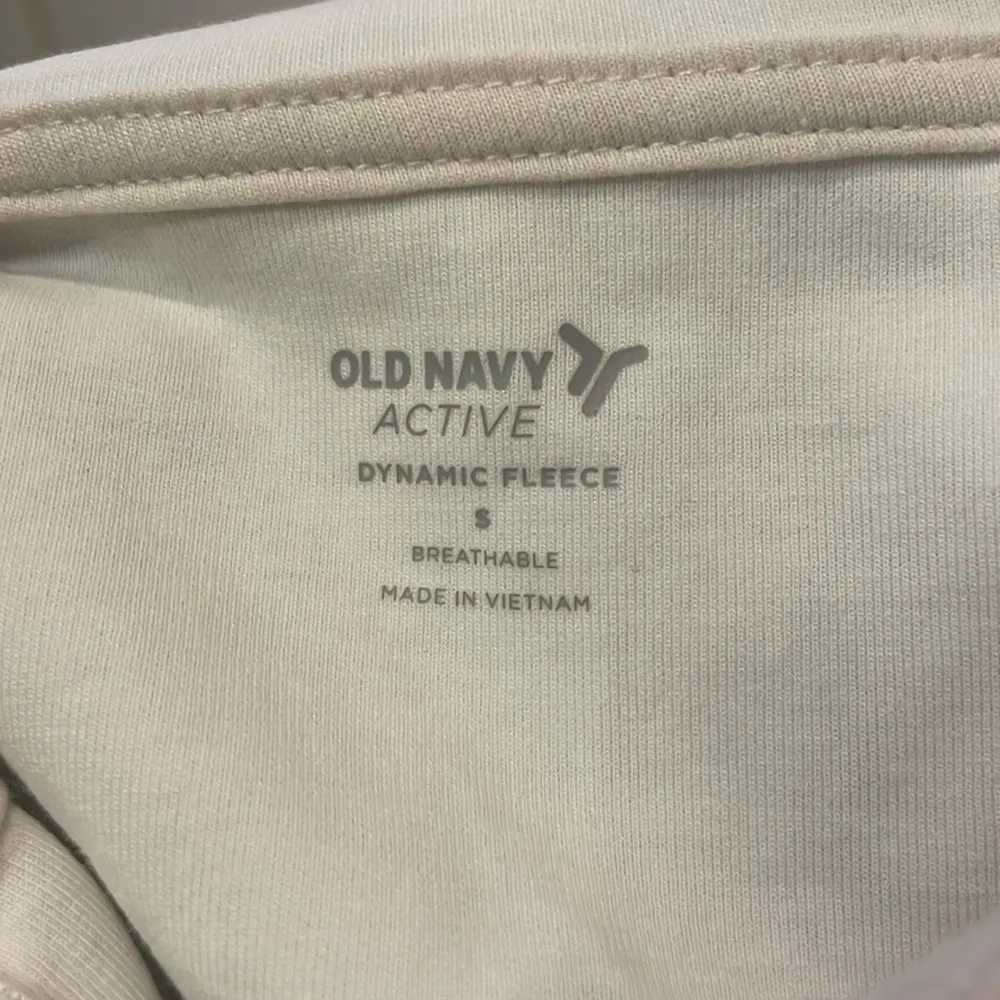 OLD NAVY
ACTIVE
DYNAMIC FLEECE
S
BREATHABLE
MADE IN VIETNAM